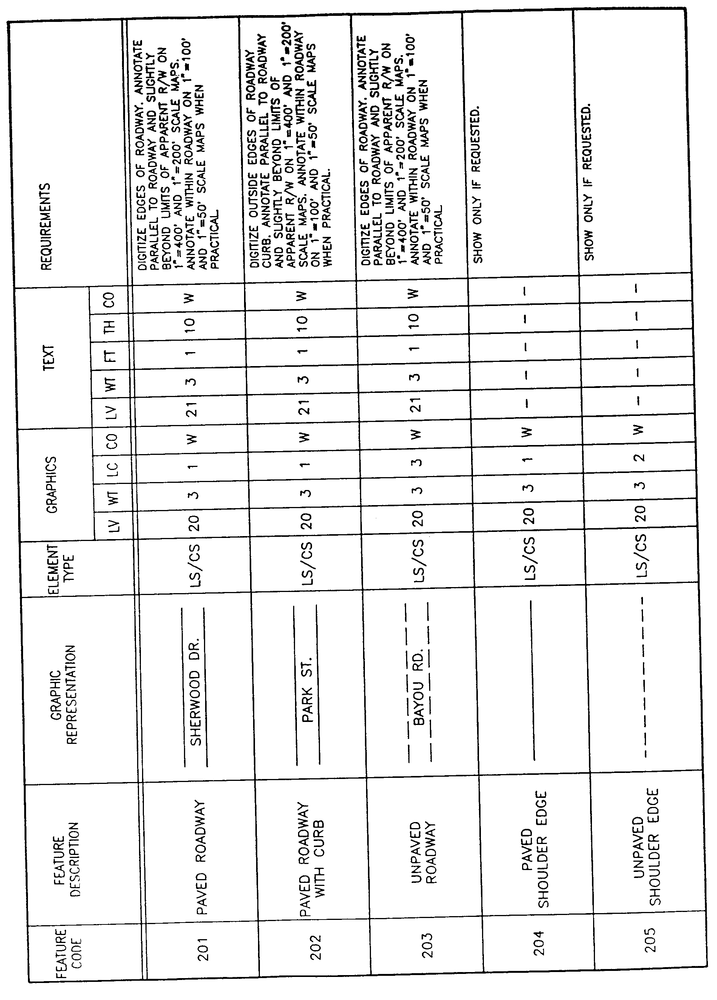 FEATURE
CODE
FEATURE
DESCRIPTION
GRAPHIC
REPRESENTATION
ELEMENT
TYPE
GRAPHICS
LV WT LC CO
TEXT
LV WT FT TH CO
REQUIREMENTS
201
PAVED ROADWAY
SHERWOOD DR.
LS/CS 20 3 1 W 21 3 1 10 W
DIGITIZE EDGES OF ROADWAY. ANNOTATE
PARALLEL TO ROADWAY AND SLIGHTLY
BEYOND LIMITS OF APPARENT R/W ON
1"=400' AND 1"=200' SCALE MAPS.
ANNOTATE WITHIN ROADWAY ON 1"=100'
AND 1"=50' SCALE MAPS WHEN
PRACTICAL
202
PAVED ROADWAY
WITH CURB
PARK ST.
LS/CS 20 3 1 W 21 3 1 10 W
DIGITIZE OUTSIDE EDGES OF ROADWAY
CURB. ANNOTATE PARALLEL TO ROADWAY
AND SLIGHTLY BEYOND LIMITS OF
APPARENT R/W ON 1"=400' AND 1"=200'
SCALE MAPS. ANNOTATE WITHIN ROADWAY
ON 1"=100' AND 1"=50' SCALE MAPS
WHEN PRACTICAL.
203
UNPAVED
ROADWAY
BAYOU RD.
LS/CS 20 3 3 W 21 3 1 10 W
DIGITIZE EDGES OF ROADWAY. ANNOTATE
PARALLEL TO ROADWAY AND SLIGHTLY
BEYOND LIMITS OF APPARENT R/W ON
1"=400' AND 1"=200' SCALE MAPS.
ANNOTATE WITHIN ROADWAY ON 1"=100'
AND 1"=50' SCALE MAPS WHEN
PRACTICAL
204
PAVED
SHOULDER EDGE
LS/CS 20 3 1 W – – – – –
SHOW ONLY IF REQUESTED.
205
UNPAVED
SHOULDER EDGE
LS/CS 20 3 2 W – – – – –
SHOW ONLY IF REQUESTED.